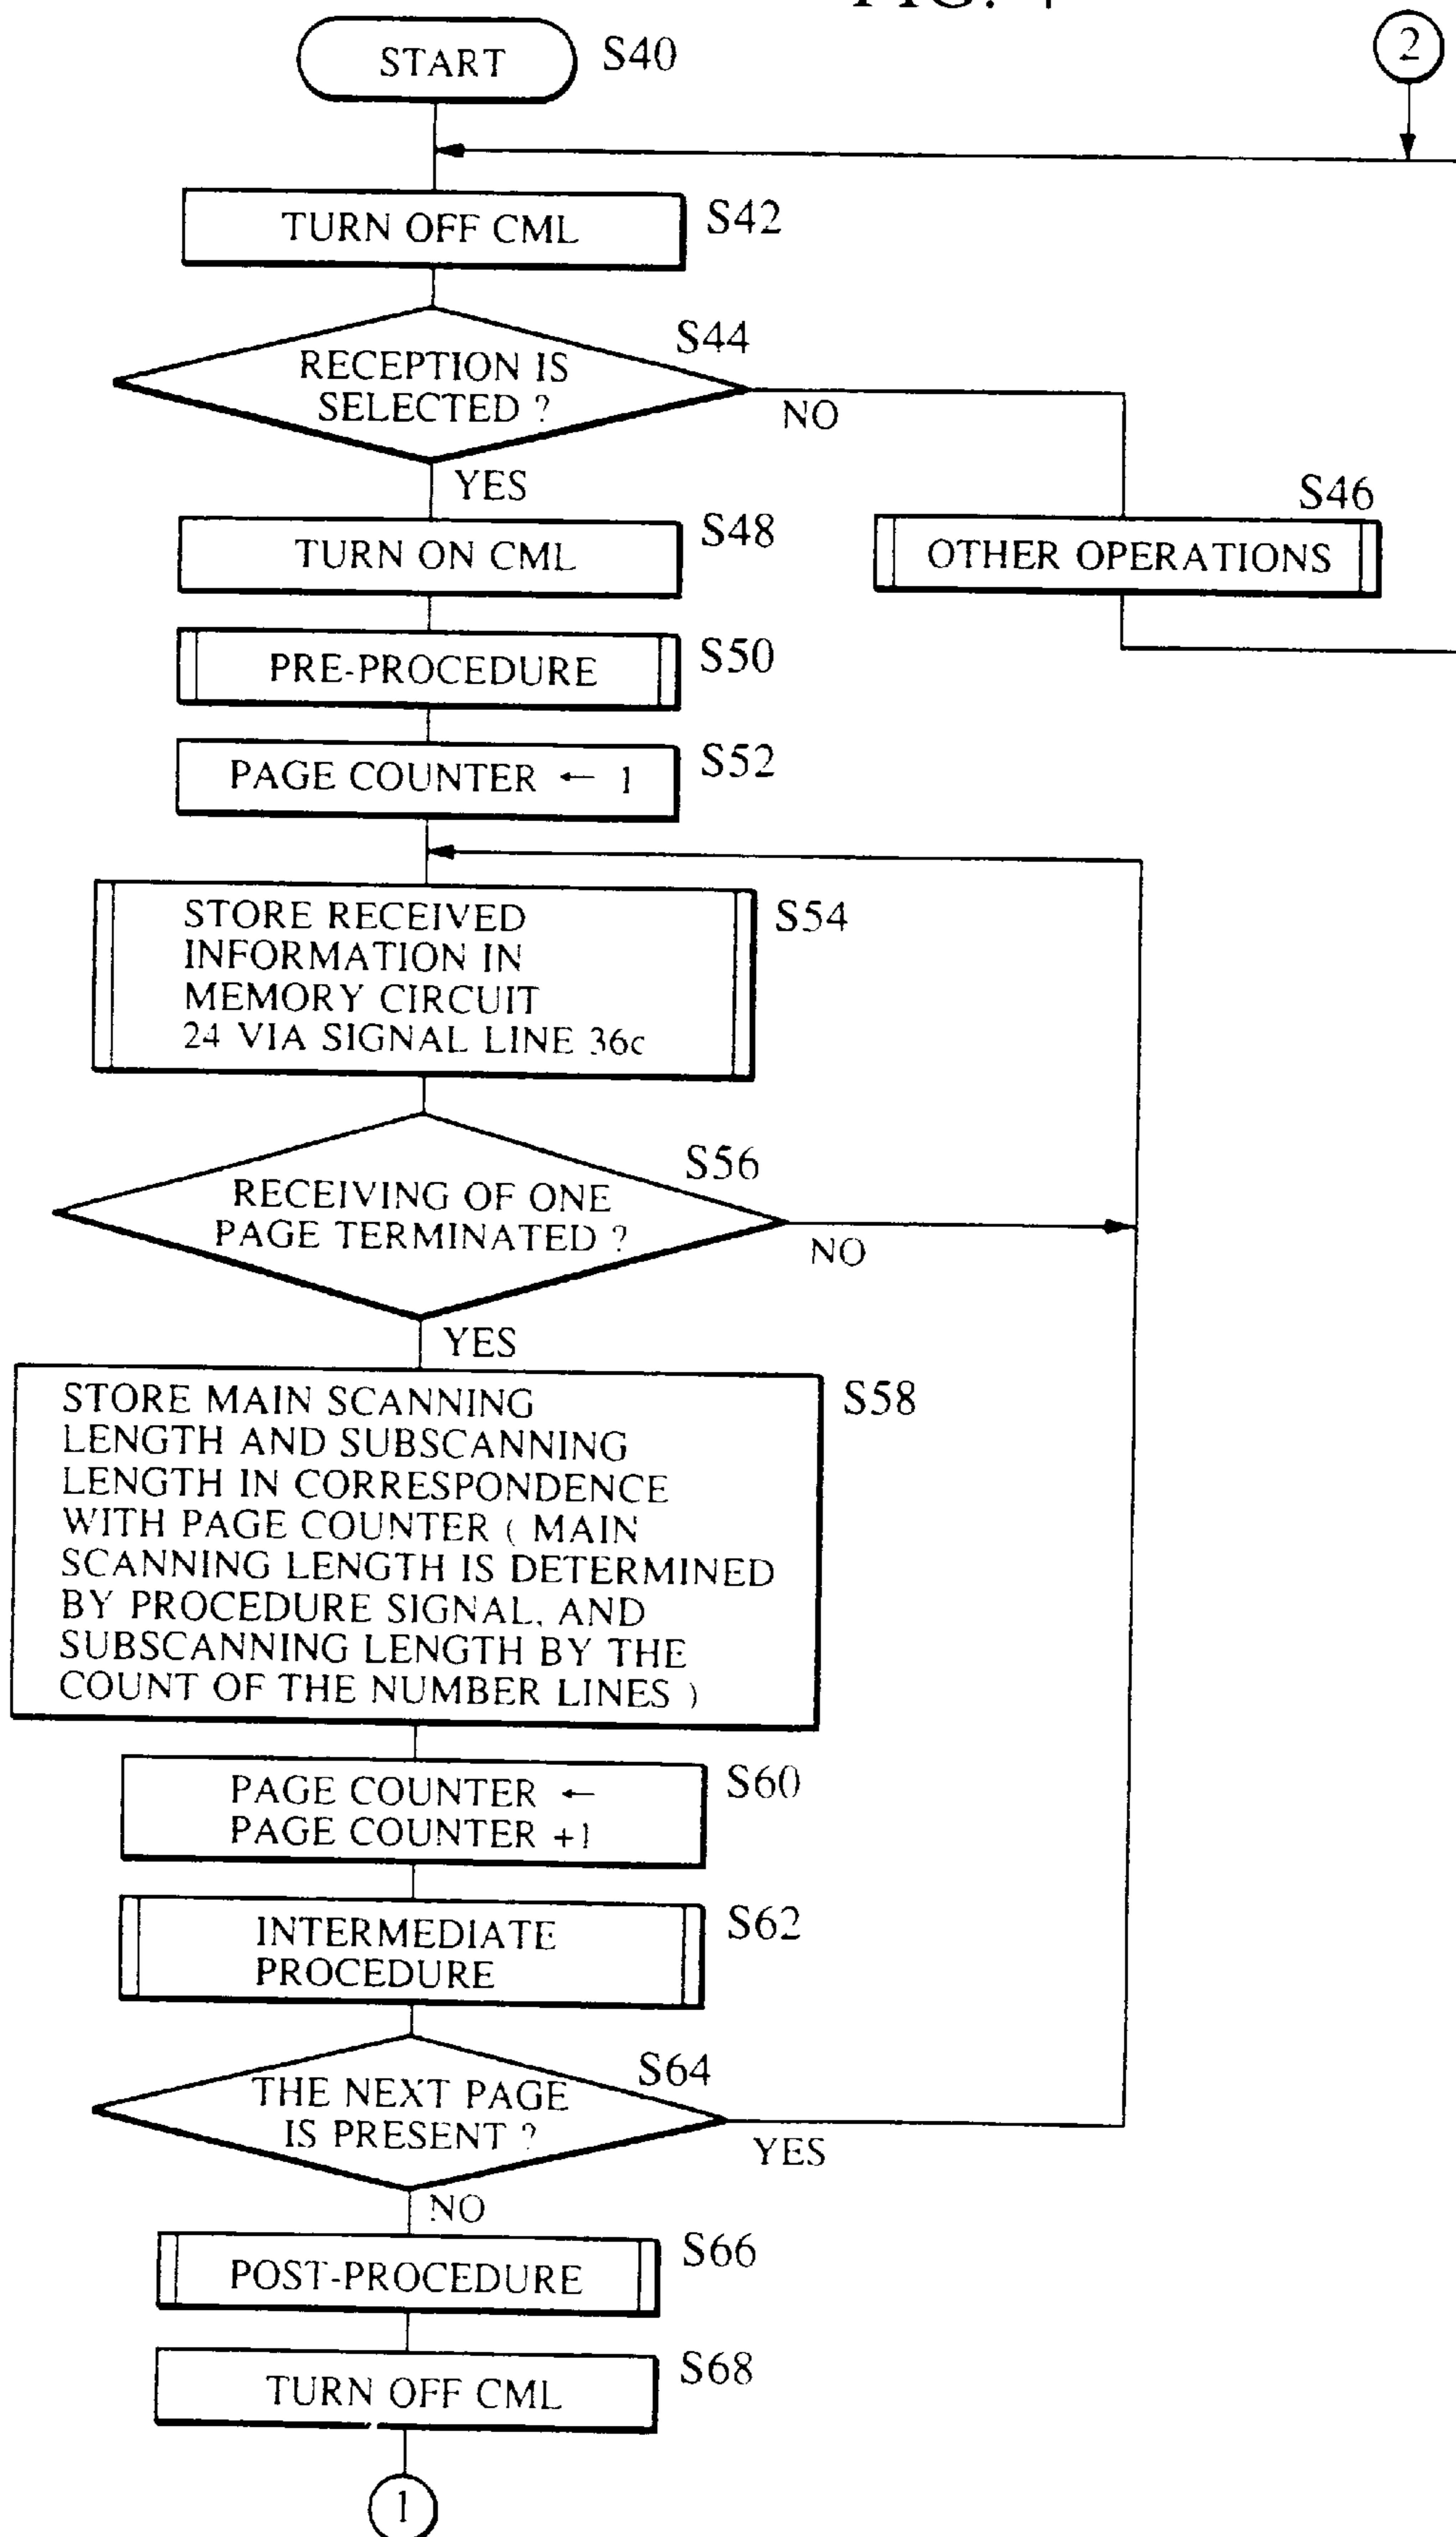 START S40
2
TURN OFF CML S42
S44
RECEPTION IS
SELECTED ?
NO
YES
S46
TURN ON CML S48
OTHER OPERATIONS
PRE-PROCEDURE S50
PAGE COUNTER ← 1 S52
STORE RECEIVED S54
INFORMATION IN
MEMORY CIRCUIT
24 VIA SIGNAL LINE 36c
S56
RECEIVING OF ONE
PAGE TERMINATED ?
NO
YES
STORE MAIN SCANNING S58
LENGTH AND SUBSCANNING
LENGTH IN CORRESPONDENCE
WITH PAGE COUNTER ( MAIN
SCANNING LENGTH IS DETERMINED
BY PROCEDURE SIGNAL, AND
SUBSCANNING LENGTH BY THE
COUNT OF THE NUMBER LINES )
PAGE COUNTER ← S60
PAGE COUNTER +1
INTERMEDIATE S62
PROCEDURE
S64
THE NEXT PAGE
IS PRESENT ?
YES
NO
POST-PROCEDURE S66
TURN OFF CML S68
1